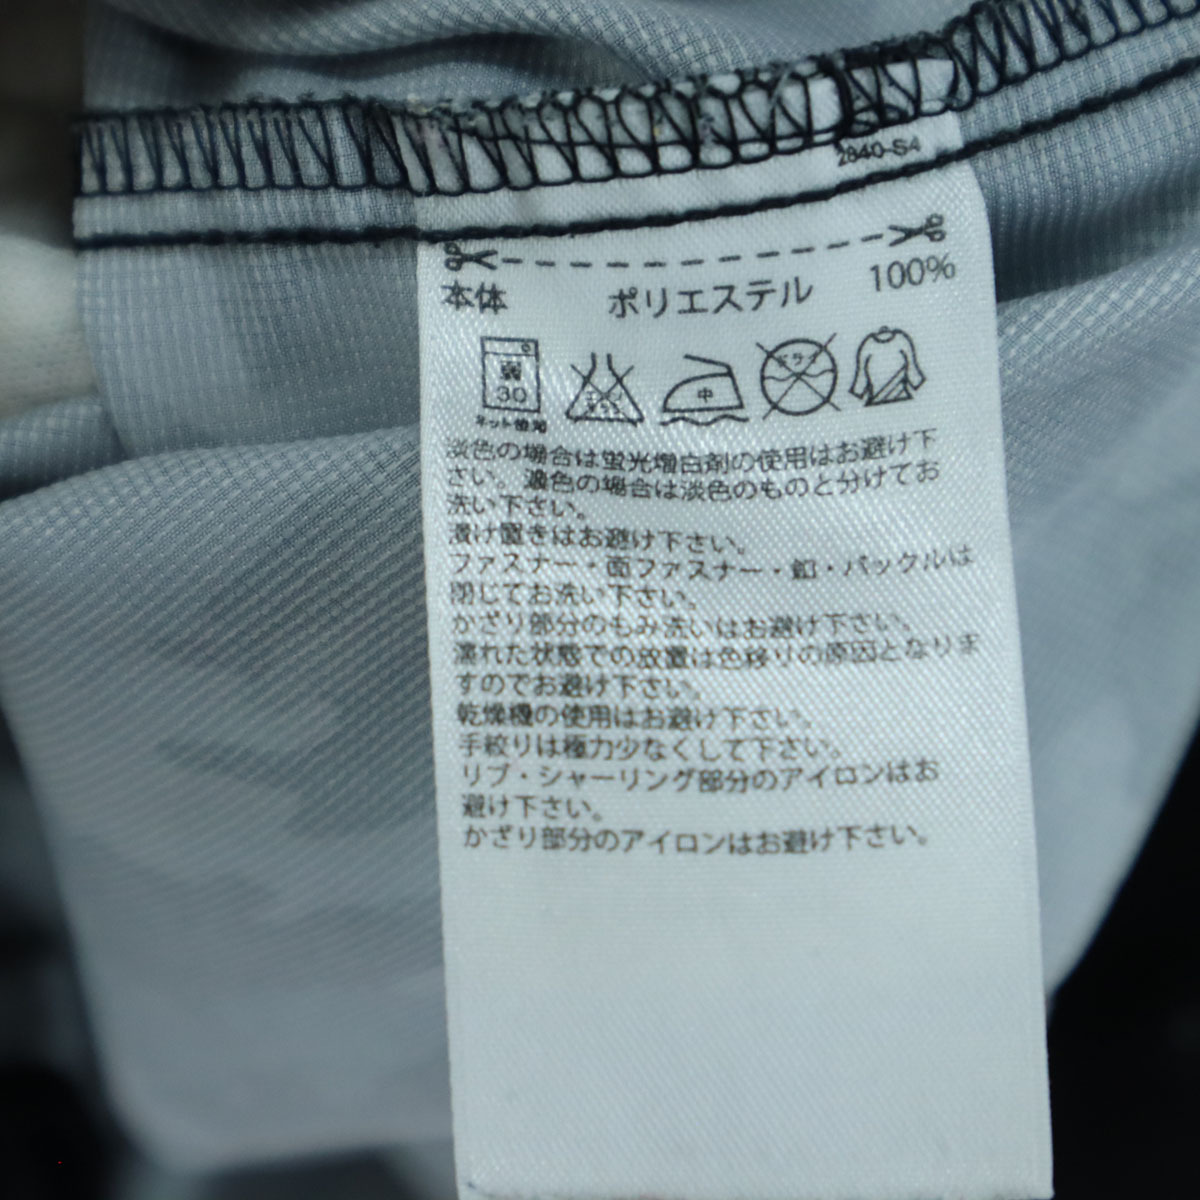 2840-S4
本体 ポリエステル 100%
弱
30
ネット使用
エンソ
サラシ
中
ドライ
淡色の場合は蛍光増白剤の使用はお避け下
さい。濃色の場合は淡色のものと分けてお
洗い下さい。
漬け置きはお避け下さい。
ファスナー・面ファスナー・釦・バックルは
閉じてお洗い下さい。
かざり部分のもみ洗いはお避け下さい。
濡れた状態での放置は色移りの原因となりま
すのでお避け下さい。
乾燥機の使用はお避け下さい。
手絞りは極力少なくして下さい。
リブ・シャーリング部分のアイロンはお
避け下さい。
かざり部分のアイロンはお避け下さい。